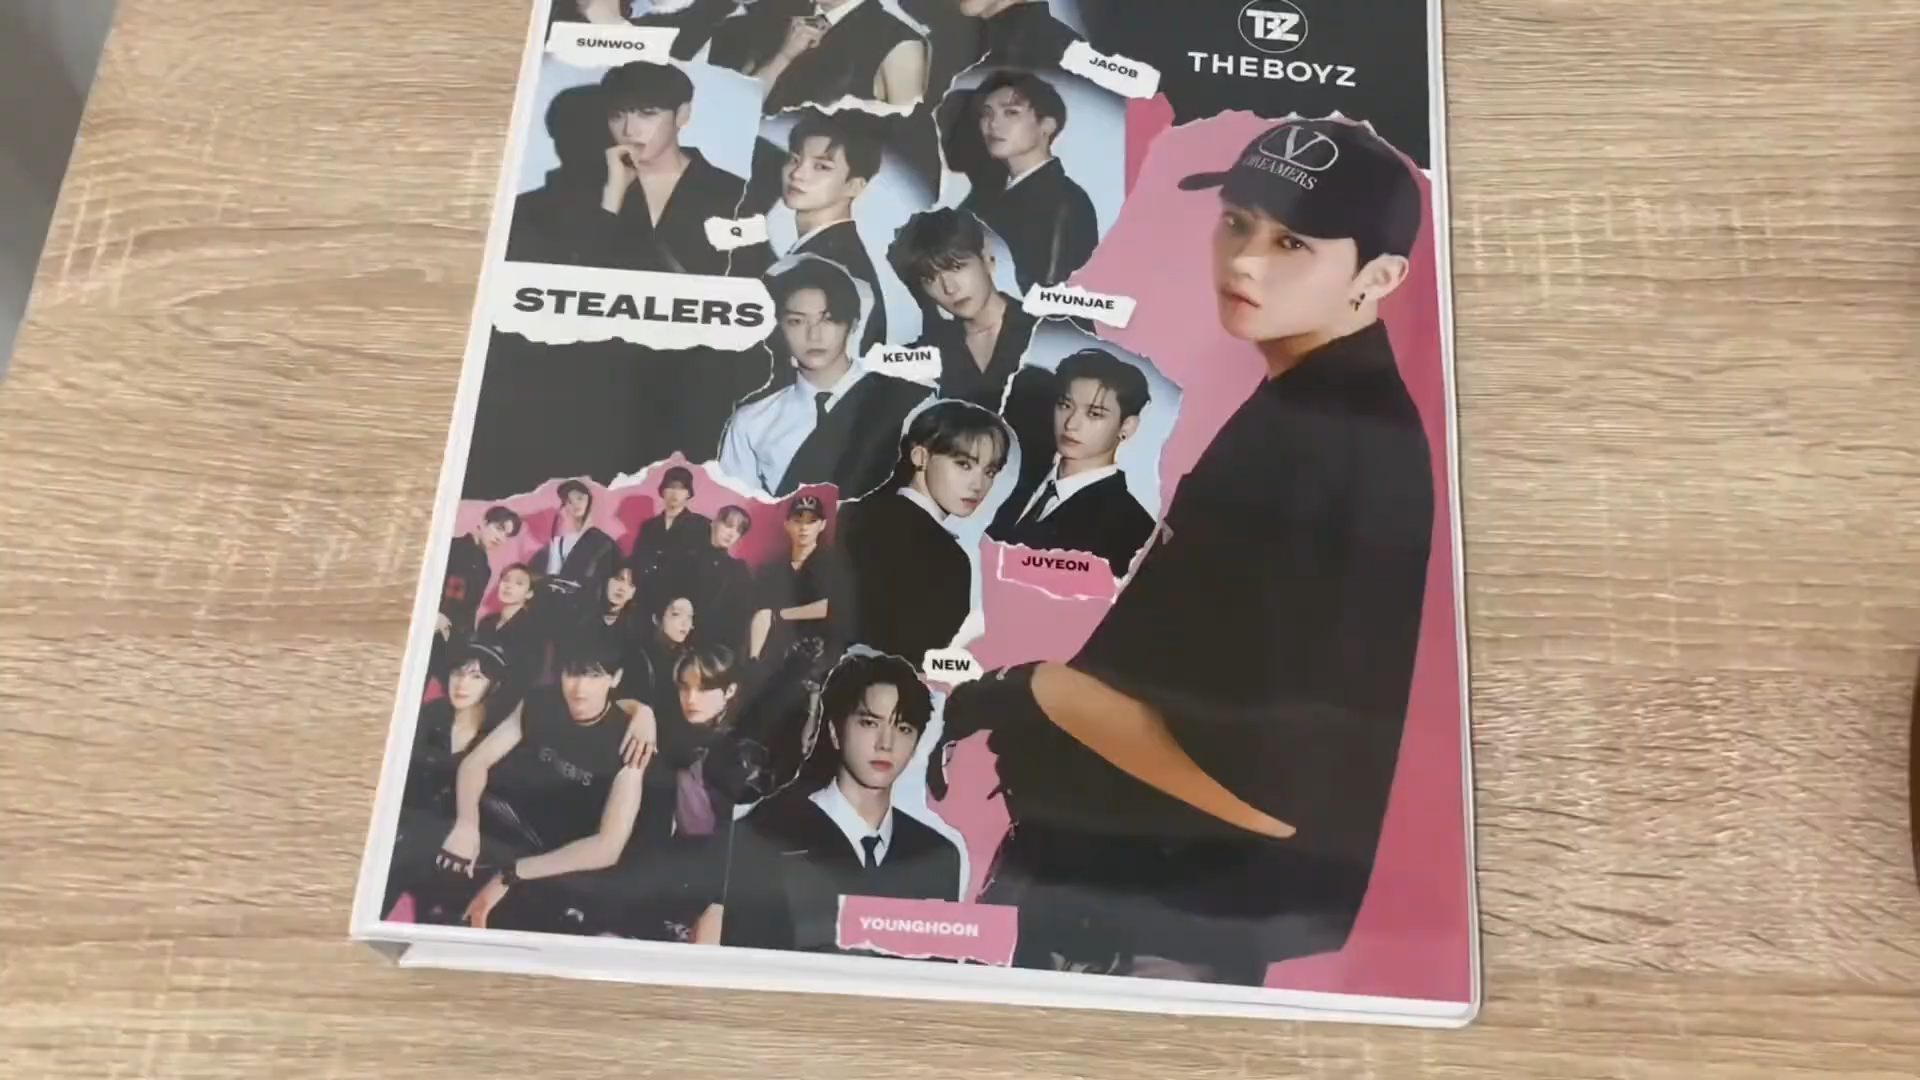 SUNWOO
JACOB
TBZ
THEBOYZ
V
DREAMERS
Q
STEALERS
HYUNJAE
KEVIN
JUYEON
NEW
YOUNGHOON